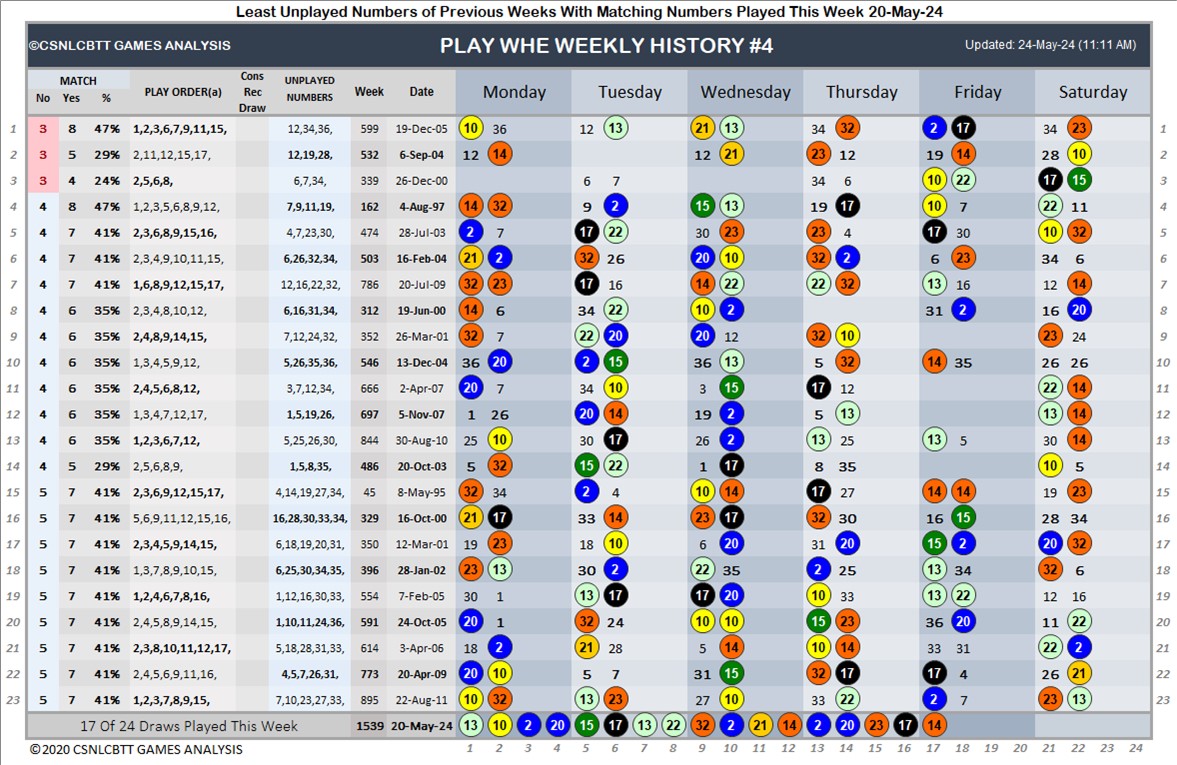 Least Unplayed Numbers of Previous Weeks With Matching Numbers Played This Week 20-May-24
©CSNLCBTT GAMES ANALYSIS PLAY WHE WEEKLY HISTORY #4 Updated: 24-May-24 (11:11 AM)
MATCH PLAY ORDER(a) Cons Rec Draw UNPLAYED NUMBERS Week Date Monday Tuesday Wednesday Thursday Friday Saturday
No Yes %
1 3 8 47% 1,2,3,6,7,9,11,15, 12,34,36, 599 19-Dec-05 10 36 12 13 21 13 34 32 2 17 34 23 1
2 3 5 29% 2,11,12,15,17, 12,19,28, 532 6-Sep-04 12 14 12 21 23 12 19 14 28 10 2
3 3 4 24% 2,5,6,8, 6,7,34, 339 26-Dec-00 6 7 34 6 10 22 17 15 3
4 4 8 47% 1,2,3,5,6,8,9,12, 7,9,11,19, 162 4-Aug-97 14 32 9 2 15 13 19 17 10 7 22 11 4
5 4 7 41% 2,3,6,8,9,15,16, 4,7,23,30, 474 28-Jul-03 2 7 17 22 30 23 23 4 17 30 10 32 5
6 4 7 41% 2,3,4,9,10,11,15, 6,26,32,34, 503 16-Feb-04 21 2 32 26 20 10 32 2 6 23 34 6 6
7 4 7 41% 1,6,8,9,12,15,17, 12,16,22,32, 786 20-Jul-09 32 23 17 16 14 22 22 32 13 16 12 14 7
8 4 6 35% 2,3,4,8,10,12, 6,16,31,34, 312 19-Jun-00 14 6 34 22 10 2 31 2 16 20 8
9 4 6 35% 2,4,8,9,14,15, 7,12,24,32, 352 26-Mar-01 32 7 22 20 20 12 32 10 23 24 9
10 4 6 35% 1,3,4,5,9,12, 5,26,35,36, 546 13-Dec-04 36 20 2 15 36 13 5 32 14 35 26 26 10
11 4 6 35% 2,4,5,6,8,12, 3,7,12,34, 666 2-Apr-07 20 7 34 10 3 15 17 12 22 14 11
12 4 6 35% 1,3,4,7,12,17, 1,5,19,26, 697 5-Nov-07 1 26 20 14 19 2 5 13 13 14 12
13 4 6 35% 1,2,3,6,7,12, 5,25,26,30, 844 30-Aug-10 25 10 30 17 26 2 13 25 13 5 30 14 13
14 4 5 29% 2,5,6,8,9, 1,5,8,35, 486 20-Oct-03 5 32 15 22 1 17 8 35 10 5 14
15 5 7 41% 2,3,6,9,12,15,17, 4,14,19,27,34, 45 8-May-95 32 34 2 4 10 14 17 27 14 14 19 23 15
16 5 7 41% 5,6,9,11,12,15,16, 16,28,30,33,34, 329 16-Oct-00 21 17 33 14 23 17 32 30 16 15 28 34 16
17 5 7 41% 2,3,4,5,9,14,15, 6,18,19,20,31, 350 12-Mar-01 19 23 18 10 6 20 31 20 15 2 20 32 17
18 5 7 41% 1,3,7,8,9,10,15, 6,25,30,34,35, 396 28-Jan-02 23 13 30 2 22 35 2 25 13 34 32 6 18
19 5 7 41% 1,2,4,6,7,8,16, 1,12,16,30,33, 554 7-Feb-05 30 1 13 17 17 20 10 33 13 22 12 16 19
20 5 7 41% 2,4,5,8,9,14,15, 1,10,11,24,36, 591 24-Oct-05 20 1 32 24 10 10 15 23 36 20 11 22 20
21 5 7 41% 2,3,8,10,11,12,17, 5,18,28,31,33, 614 3-Apr-06 18 2 21 28 5 14 10 14 33 31 22 2 21
22 5 7 41% 2,4,5,6,9,11,16, 4,5,7,26,31, 773 20-Apr-09 20 10 5 7 31 15 32 17 17 4 26 21 22
23 5 7 41% 1,2,3,7,8,9,15, 7,10,23,27,33, 895 22-Aug-11 10 32 13 23 27 10 33 22 2 7 23 13 23
17 Of 24 Draws Played This Week 1539 20-May-24 13 10 2 20 15 17 13 22 32 2 21 14 2 20 23 17 14
© 2020 CSNLCBTT GAMES ANALYSIS 1 2 3 4 5 6 7 8 9 10 11 12 13 14 15 16 17 18 19 20 21 22 23 24